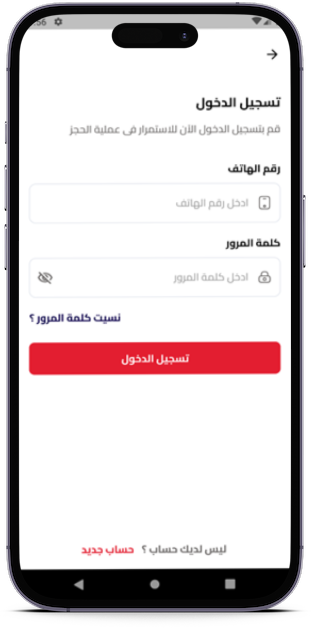 :56
تسجيل الدخول
قم بتسجيل الدخول الآن للاستمرار فى عملية الحجز
رقم الهاتف
ادخل رقم الهاتف
كلمة المرور
ادخل كلمة المرور
نسيت كلمة المرور ؟
تسجيل الدخول
ليس لديك حساب ؟ حساب جديد